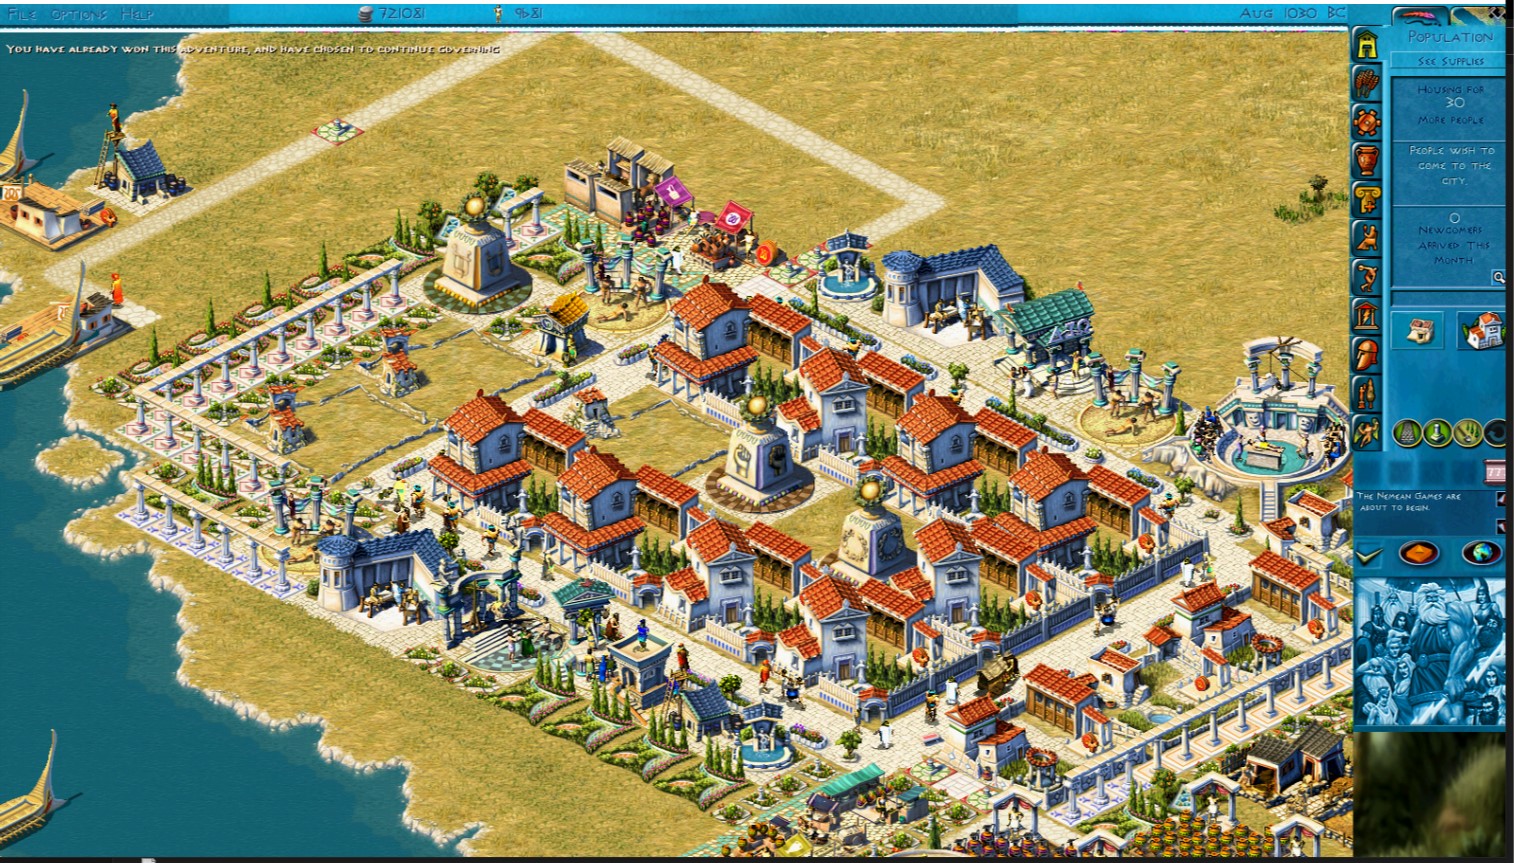 File Options Help
72108
9681
Aug 1030 BC
You have already won this adventure, and have chosen to continue governing
Population
See Supplies
Housing for
30
more people
People wish to
come to the
city.
0
Newcomers
arrived this
month.
The Nemean Games are
about to begin.